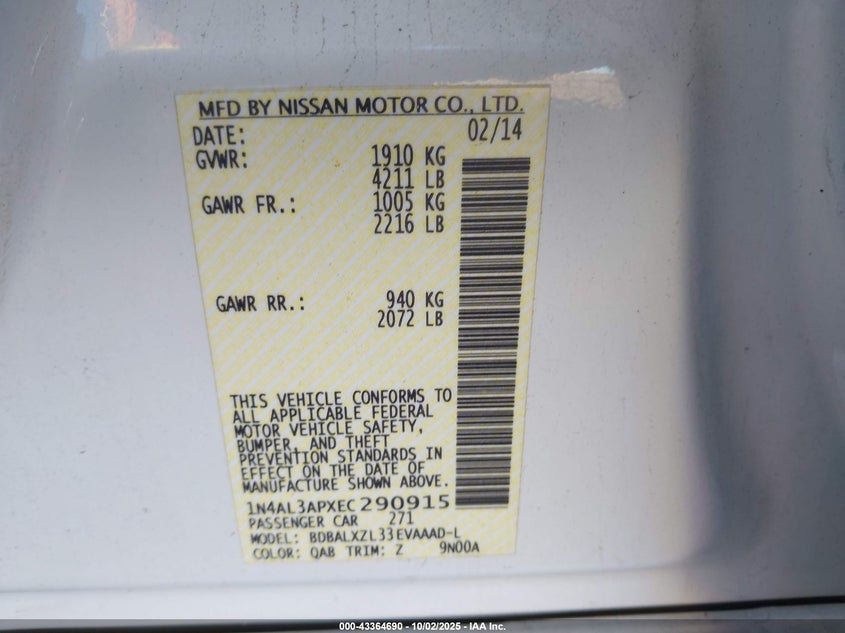 MFD BY NISSAN MOTOR CO., LTD.
DATE: 02/14
GVWR: 1910 KG
4211 LB
GAWR FR.: 1005 KG
2216 LB
GAWR RR.: 940 KG
2072 LB
THIS VEHICLE CONFORMS TO
ALL APPLICABLE FEDERAL
MOTOR VEHICLE SAFETY,
BUMPER, AND THEFT
PREVENTION STANDARDS IN
EFFECT ON THE DATE OF
MANUFACTURE SHOWN ABOVE.
1N4AL3APXEC290915
PASSENGER CAR 271
MODEL: BDBALXZL33EVAAAD-L
COLOR: QAB TRIM: Z 9N00A
000-43364690 - 10/02/2025 - IAA Inc.